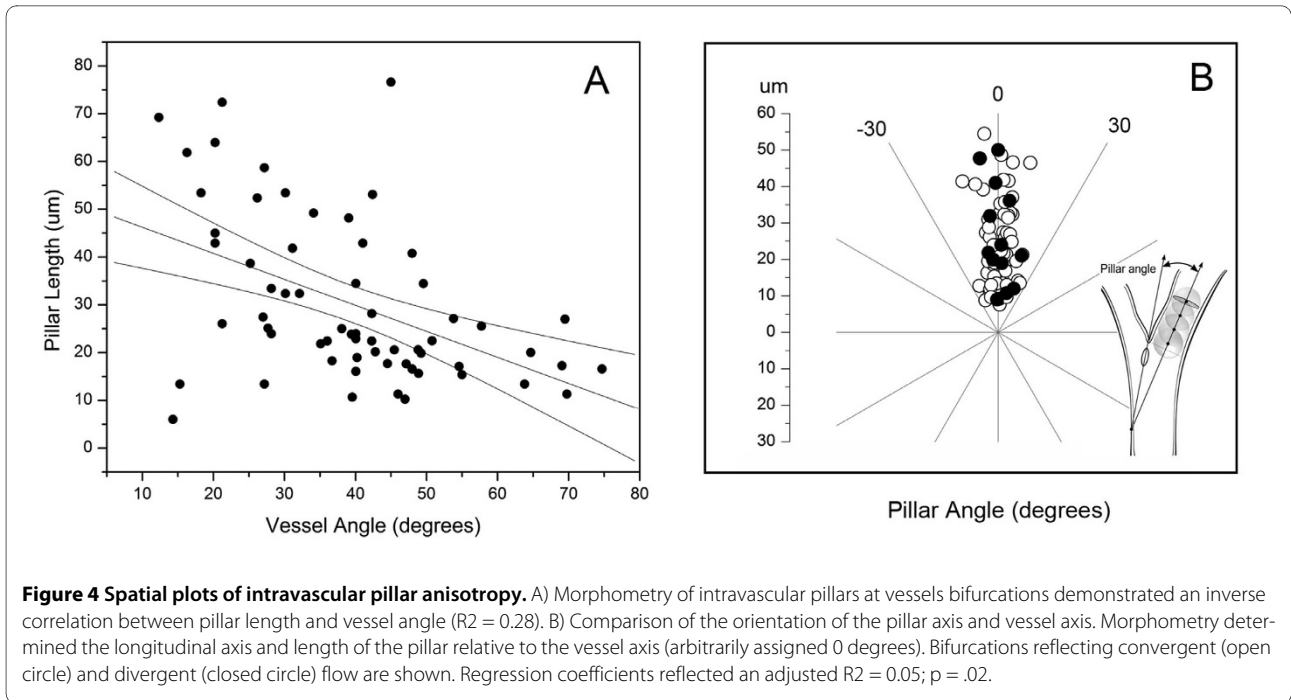 A
80
70
60
50
40
30
20
10
0
Pillar Length (um)
10 20 30 40 50 60 70 80
Vessel Angle (degrees)
B
um
0
-30
30
60
50
40
30
20
10
0
10
20
30
Pillar angle
Pillar Angle (degrees)
Figure 4 Spatial plots of intravascular pillar anisotropy. A) Morphometry of intravascular pillars at vessels bifurcations demonstrated an inverse
correlation between pillar length and vessel angle (R2 = 0.28). B) Comparison of the orientation of the pillar axis and vessel axis. Morphometry deter-
mined the longitudinal axis and length of the pillar relative to the vessel axis (arbitrarily assigned 0 degrees). Bifurcations reflecting convergent (open
circle) and divergent (closed circle) flow are shown. Regression coefficients reflected an adjusted R2 = 0.05; p = .02.